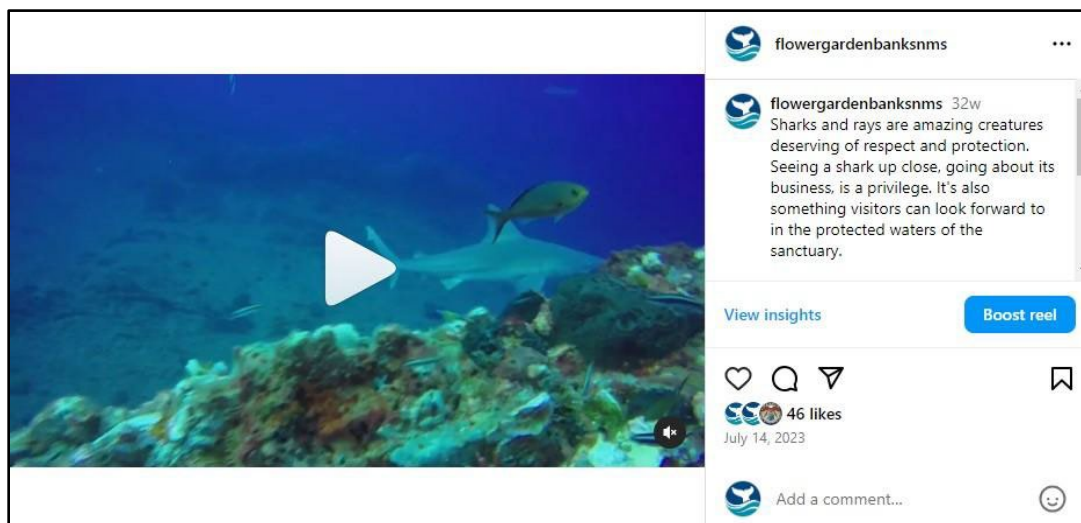 flowergardenbanksnms
flowergardenbanksnms 32w
Sharks and rays are amazing creatures
deserving of respect and protection.
Seeing a shark up close, going about its
business, is a privilege. It's also
something visitors can look forward to
in the protected waters of the
sanctuary.
View insights
Boost reel
46 likes
July 14, 2023
Add a comment...